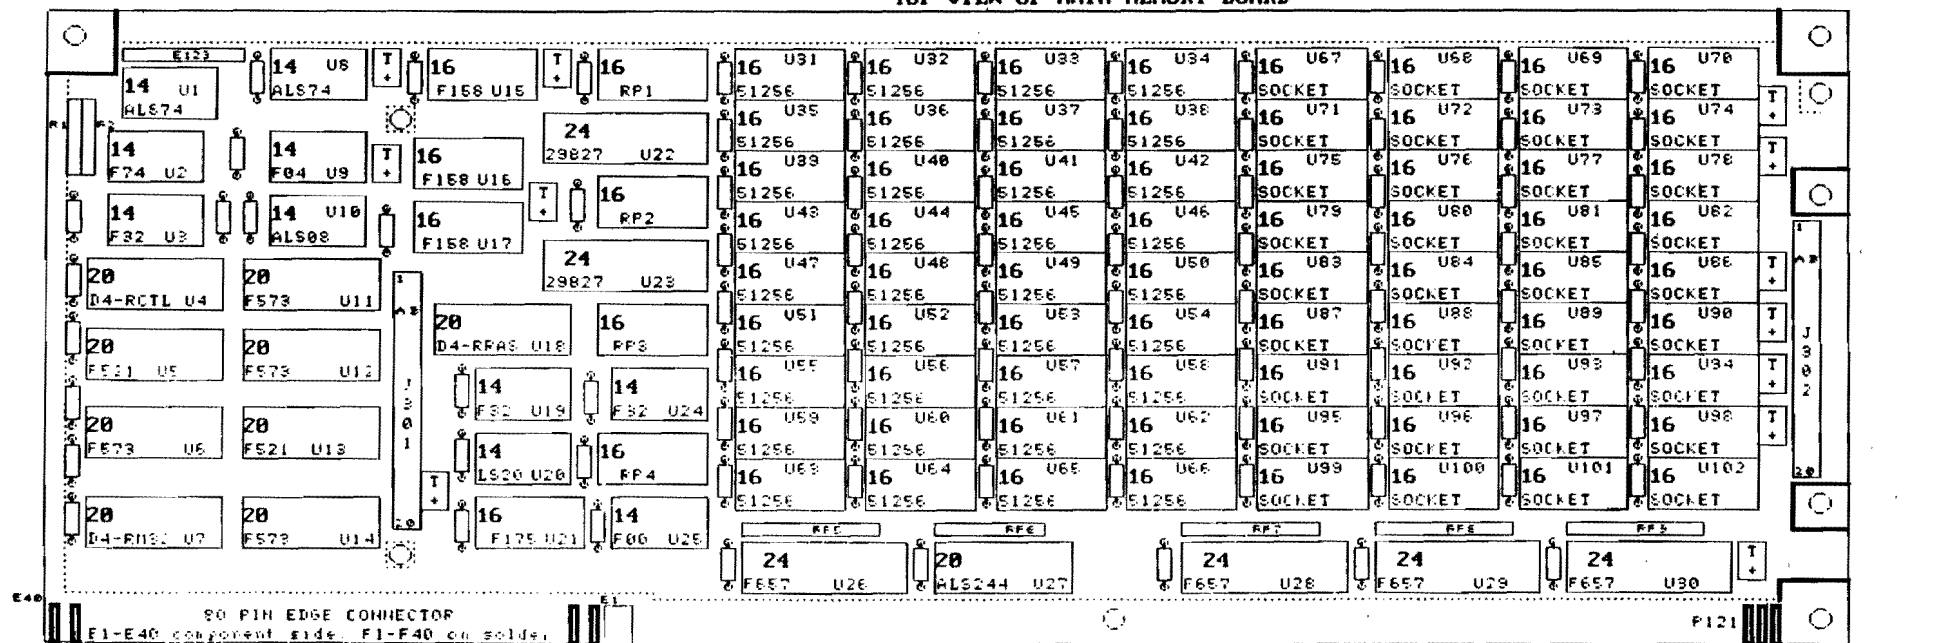 TOP VIEW OF MAIN MEMORY BOARD
E123
14 U1
ALS74
14 U8
ALS74
T
+
16
F158 U15
T
+
16
RP1
14
F74 U2
14
F04 U9
T
+
16
F158 U16
24
29827 U22
14
F32 U3
14 U10
ALS08
16
F158 U17
T
+
16
RP2
24
29827 U23
20
D4-RCTL U4
20
F573 U11
1
AB
J301
20
20
D4-RRAS U18
16
RP3
20
F521 U5
20
F573 U12
14
F32 U19
14
F32 U24
20
F573 U6
20
F521 U13
14
LS20 U20
16
RP4
20
U7
20
F573 U14
T
+
16
F175 U21
14
F00 U25
16 U31
51256
16 U32
51256
16 U33
51256
16 U34
51256
16 U67
SOCKET
16 U68
SOCKET
16 U69
SOCKET
16 U70
SOCKET
16 U35
51256
16 U36
51256
16 U37
51256
16 U38
51256
16 U71
SOCKET
16 U72
SOCKET
16 U73
SOCKET
16 U74
SOCKET
16 U39
51256
16 U40
51256
16 U41
51256
16 U42
51256
16 U75
SOCKET
16 U76
SOCKET
16 U77
SOCKET
16 U78
SOCKET
16 U43
51256
16 U44
51256
16 U45
51256
16 U46
51256
16 U79
SOCKET
16 U80
SOCKET
16 U81
SOCKET
16 U82
SOCKET
16 U47
51256
16 U48
51256
16 U49
51256
16 U50
51256
16 U83
SOCKET
16 U84
SOCKET
16 U85
SOCKET
16 U86
SOCKET
16 U51
51256
16 U52
51256
16 U53
51256
16 U54
51256
16 U87
SOCKET
16 U88
SOCKET
16 U89
SOCKET
16 U90
SOCKET
16 U55
51256
16 U56
51256
16 U57
51256
16 U58
51256
16 U91
SOCKET
16 U92
SOCKET
16 U93
SOCKET
16 U94
SOCKET
16 U59
51256
16 U60
51256
16 U61
51256
16 U62
51256
16 U95
SOCKET
16 U96
SOCKET
16 U97
SOCKET
16 U98
SOCKET
16 U63
51256
16 U64
51256
16 U65
51256
16 U66
51256
16 U99
SOCKET
16 U100
SOCKET
16 U101
SOCKET
16 U102
SOCKET
T
+
T
+
T
+
T
+
T
+
T
+
1
AB
J302
20
RP5
RP6
RP7
RP8
RP9
24
F657 U26
20
ALS244 U27
24
F657 U28
24
F657 U29
24
F657 U30
T
+
E40
80 PIN EDGE CONNECTOR
E1
E1-E40 component side, F1-F40 on solder
P121